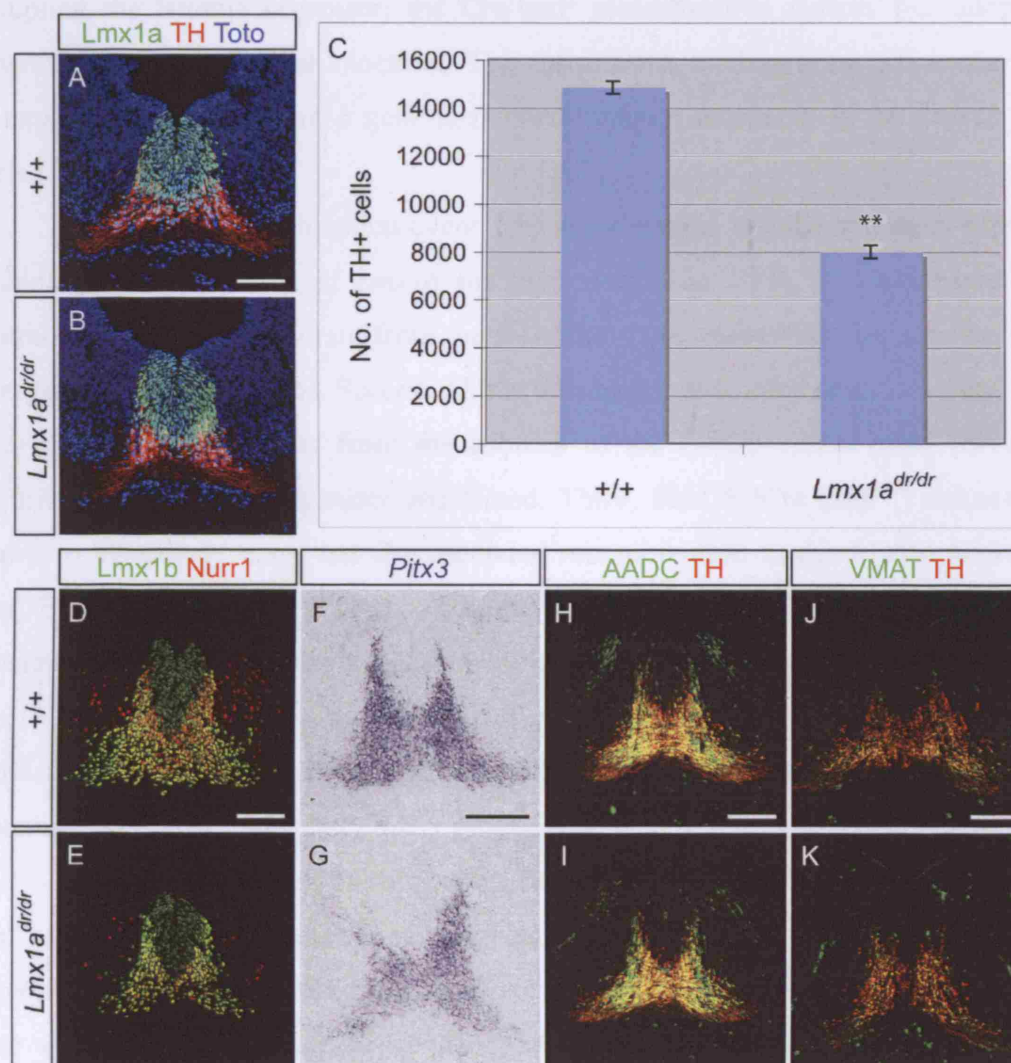 Lmx1a TH Toto
A
+/+
B
Lmx1a dr/dr
C
No. of TH+ cells
16000
14000
12000
10000
8000
6000
4000
2000
0
**
+/+
Lmx1a dr/dr
Lmx1b Nurr1
Pitx3
AADC TH
VMAT TH
+/+
D
F
H
J
Lmx1a dr/dr
E
G
I
K